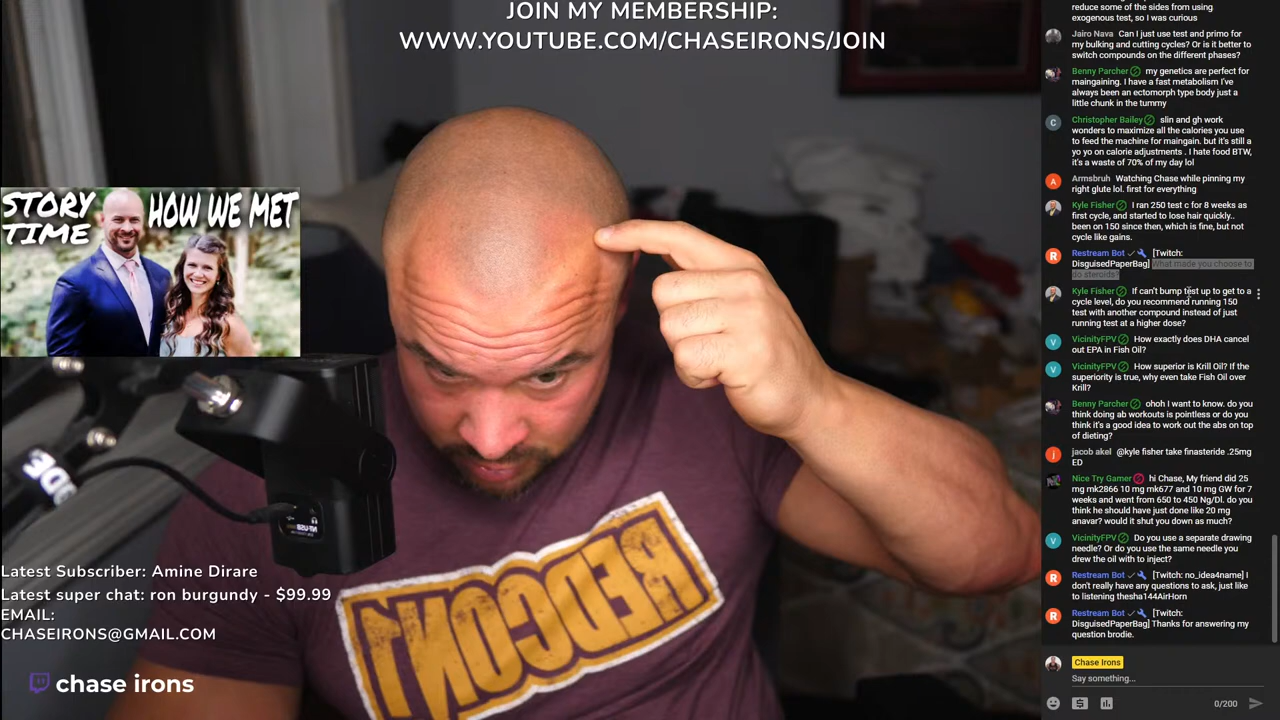 JOIN MY MEMBERSHIP:
WWW.YOUTUBE.COM/CHASEIRONS/JOIN
STORY
TIME
HOW WE MET
REDCON1
Latest Subscriber: Amine Dirare
Latest super chat: ron burgundy - $99.99
EMAIL:
CHASEIRONS@GMAIL.COM
chase irons
reduce some of the sides from using
exogenous test, so I was curious
Jairo Nava Can I just use test and primo for
my bulking and cutting cycles? Or is it better to
switch compounds on the different phases?
Benny Parcher my genetics are perfect for
maingaining. I have a fast metabolism I've
always been an ectomorph type body just a
little chunk in the tummy
C
Christopher Bailey slin and gh work
wonders to maximize all the calories you use
to feed the machine for maingain. but it's still a
yo yo on calorie adjustments . I hate food BTW,
it's a waste of 70% of my day lol
A
Armsbruh Watching Chase while pinning my
right glute lol. first for everything
Kyle Fisher I ran 250 test c for 8 weeks as
first cycle, and started to lose hair quickly..
been on 150 since then, which is fine, but not
cycle like gains.
R
Restream Bot [Twitch:
DisguisedPaperBag] What made you choose to
do steroids?
Kyle Fisher If can't bump test up to get to a
cycle level, do you recommend running 150
test with another compound instead of just
running test at a higher dose?
V
VicinityFPV How exactly does DHA cancel
out EPA in Fish Oil?
V
VicinityFPV How superior is Krill Oil? If the
superiority is true, why even take Fish Oil over
Krill?
Benny Parcher ohoh I want to know. do you
think doing ab workouts is pointless or do you
think it's a good idea to work out the abs on top
of dieting?
j
jacob akel @kyle fisher take finasteride .25mg
ED
Nice Try Gamer hi Chase, My friend did 25
mg mk2866 10 mg mk677 and 10 mg GW for 7
weeks and went from 650 to 450 Ng/Dl. do you
think he should have just done like 20 mg
anavar? would it shut you down as much?
V
VicinityFPV Do you use a separate drawing
needle? Or do you use the same needle you
drew the oil with to inject?
R
Restream Bot [Twitch: no_idea4name] I
don't really have any questions to ask, just like
to listening thesha144AirHorn
R
Restream Bot [Twitch:
DisguisedPaperBag] Thanks for answering my
question brodie.
Chase Irons
Say something...
0/200